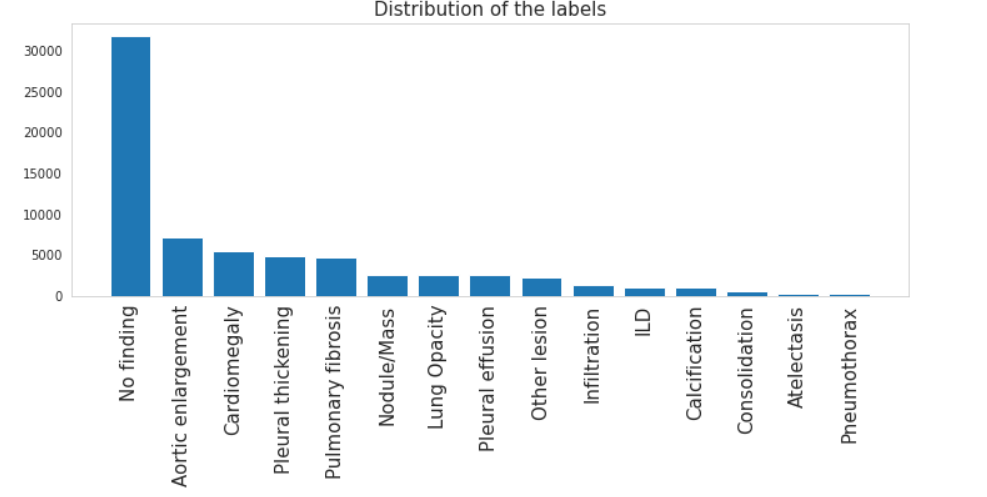 Distribution of the labels
30000
25000
20000
15000
10000
5000
0
No finding
Aortic enlargement
Cardiomegaly
Pleural thickening
Pulmonary fibrosis
Nodule/Mass
Lung Opacity
Pleural effusion
Other lesion
Infiltration
ILD
Calcification
Consolidation
Atelectasis
Pneumothorax